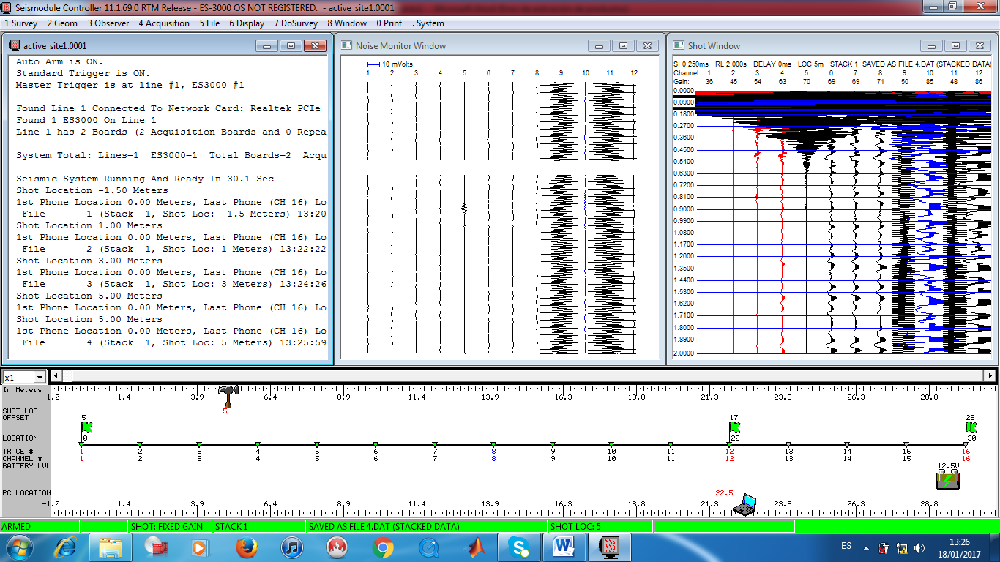 Seismodule Controller 11.1.69.0 RTM Release - ES-3000 OS NOT REGISTERED. - active_site1.0001
1 Survey 2 Geom 3 Observer 4 Acquisition 5 File 6 Display 7 DoSurvey 8 Window 0 Print . System
active_site1.0001
Auto Arm is ON.
Standard Trigger is ON.
Master Trigger is at line #1, ES3000 #1
Found Line 1 Connected To Network Card: Realtek PCIe
Found 1 ES3000 On Line 1
Line 1 has 2 Boards (2 Acquisition Boards and 0 Repea
System Total: Lines=1 ES3000=1 Total Boards=2 Acqu
Seismic System Running And Ready In 30.1 Sec
Shot Location -1.50 Meters
1st Phone Location 0.00 Meters, Last Phone (CH 16) Lo
File 1 (Stack 1, Shot Loc: -1.5 Meters) 13:20
Shot Location 1.00 Meters
1st Phone Location 0.00 Meters, Last Phone (CH 16) Lo
File 2 (Stack 1, Shot Loc: 1 Meters) 13:22:22
Shot Location 3.00 Meters
1st Phone Location 0.00 Meters, Last Phone (CH 16) Lo
File 3 (Stack 1, Shot Loc: 3 Meters) 13:24:26
Shot Location 5.00 Meters
1st Phone Location 0.00 Meters, Last Phone (CH 16) Lo
Shot Location 5.00 Meters
1st Phone Location 0.00 Meters, Last Phone (CH 16) Lo
File 4 (Stack 1, Shot Loc: 5 Meters) 13:25:59
Noise Monitor Window
10 mVolts
1 2 3 4 5 6 7 8 9 10 11 12
Shot Window
SI 0.250ms RL 2.000s DELAY 0ms LOC 5m STACK 1 SAVED AS FILE 4.DAT (STACKED DATA)
Channel: 1 2 3 4 5 6 7 8 9 10 11 12
Gain: 36 45 54 63 70 69 72 71 50 85 48 86
0.0000
0.0900
0.1800
0.2700
0.3600
0.4500
0.5400
0.6300
0.7200
0.8100
0.9000
0.9900
1.0800
1.1700
1.2600
1.3500
1.4400
1.5300
1.6200
1.7100
1.8000
1.8900
2.0000
x1
In Meters
-1.0 1.4 3.9 6.4 8.9 11.4 13.9 16.3 18.8 21.3 23.8 26.3 28.8
SHOT LOC 5
OFFSET 5 17 25
LOCATION 0 22 30
TRACE # 1 2 3 4 5 6 7 8 9 10 11 12 13 14 15 16
CHANNEL # 1 2 3 4 5 6 7 8 9 10 11 12 13 14 15 16
BATTERY LVL 12.5V
PC LOCATION 22.5
-1.0 1.4 3.9 6.4 8.9 11.4 13.9 16.3 18.8 21.3 23.8 26.3 28.8
ARMED SHOT: FIXED GAIN STACK 1 SAVED AS FILE 4.DAT (STACKED DATA) SHOT LOC: 5
ES 13:26
18/01/2017